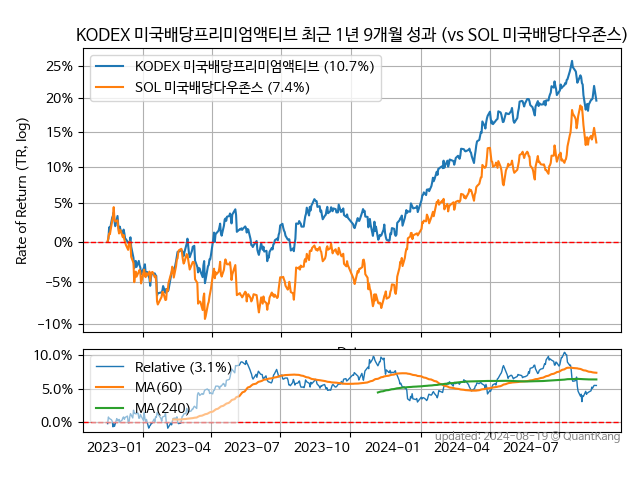 KODEX 미국배당프리미엄액티브 최근 1년 9개월 성과 (vs SOL 미국배당다우존스)
Rate of Return (TR, log)
25%
20%
15%
10%
5%
0%
−5%
−10%
KODEX 미국배당프리미엄액티브 (10.7%)
SOL 미국배당다우존스 (7.4%)
10.0%
5.0%
0.0%
Relative (3.1%)
MA(60)
MA(240)
2023-01 2023-04 2023-07 2023-10 2024-01 2024-04 2024-07
updated: 2024-08-19 © QuantKang